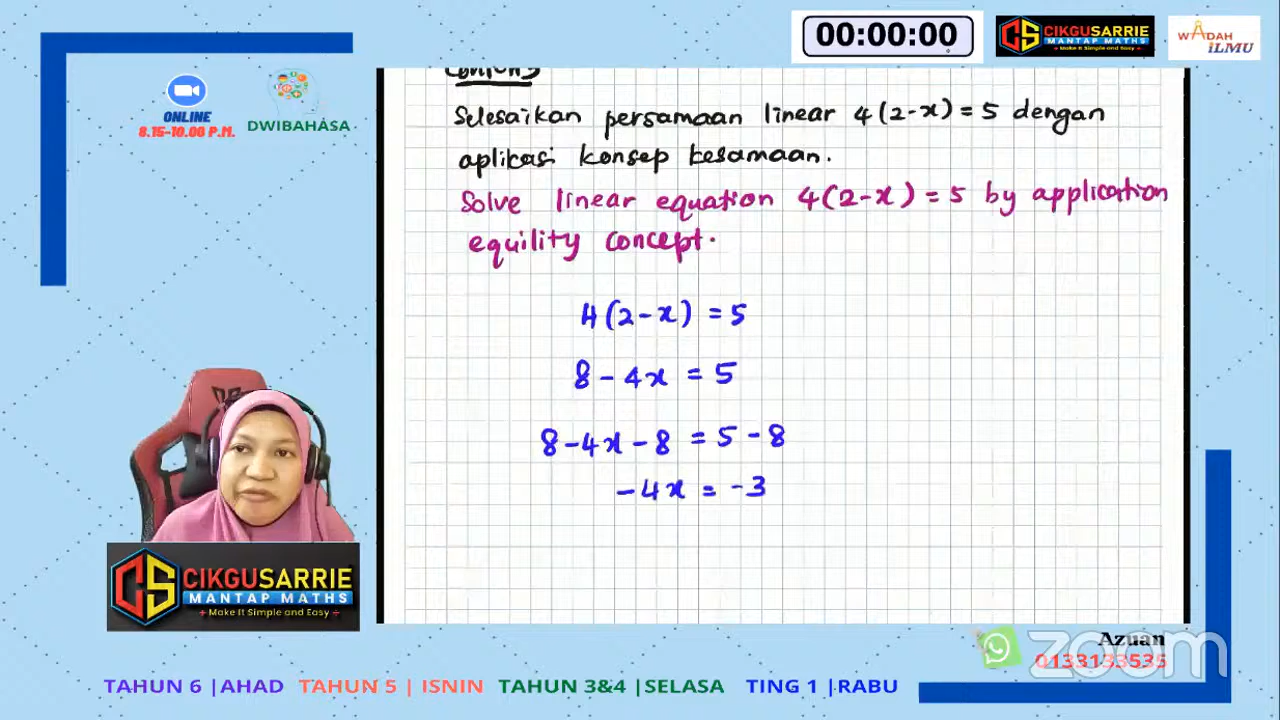 00:00:00
CS CIKGUSARRIE
MANTAP MATHS
Make It Simple and Easy
WADAH
ILMU
ONLINE
8.15-10.00 P.M.
DWIBAHASA
Selesaikan persamaan linear 4(2-x) = 5 dengan
aplikasi konsep kesamaan.
Solve linear equation 4(2-x) = 5 by application
equility concept.
4(2-x) = 5
8 - 4x = 5
8 - 4x - 8 = 5 - 8
-4x = -3
CS CIKGUSARRIE
MANTAP MATHS
+ Make It Simple and Easy +
Azuan
0133133535
zoom
TAHUN 6 |AHAD TAHUN 5 | ISNIN TAHUN 3&4 |SELASA TING 1 |RABU